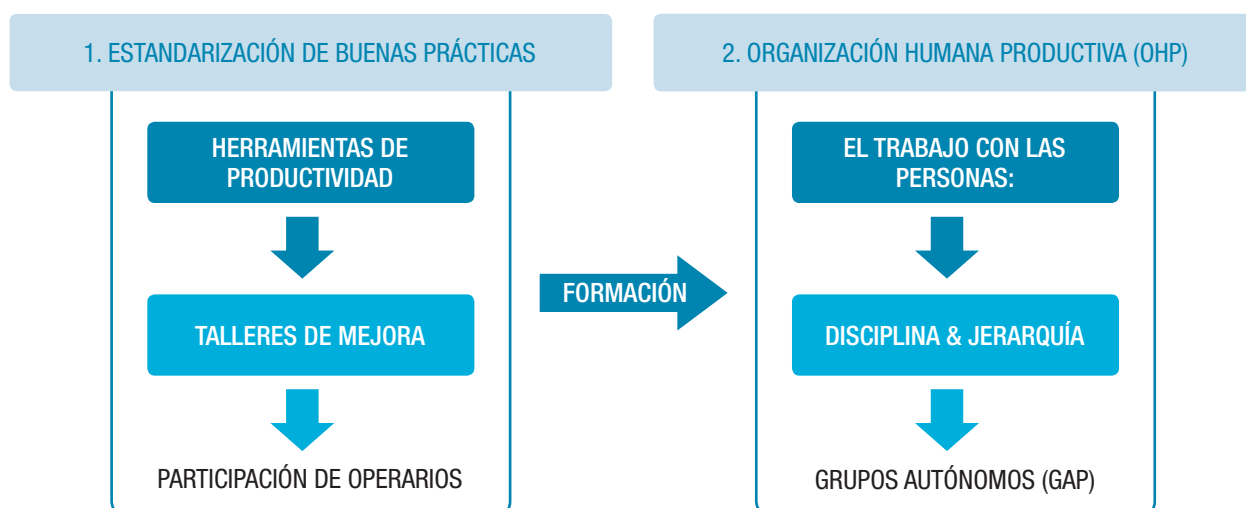 1. ESTANDARIZACIÓN DE BUENAS PRÁCTICAS
HERRAMIENTAS DE
PRODUCTIVIDAD
TALLERES DE MEJORA
PARTICIPACIÓN DE OPERARIOS
FORMACIÓN
2. ORGANIZACIÓN HUMANA PRODUCTIVA (OHP)
EL TRABAJO CON LAS
PERSONAS:
DISCIPLINA & JERARQUÍA
GRUPOS AUTÓNOMOS (GAP)